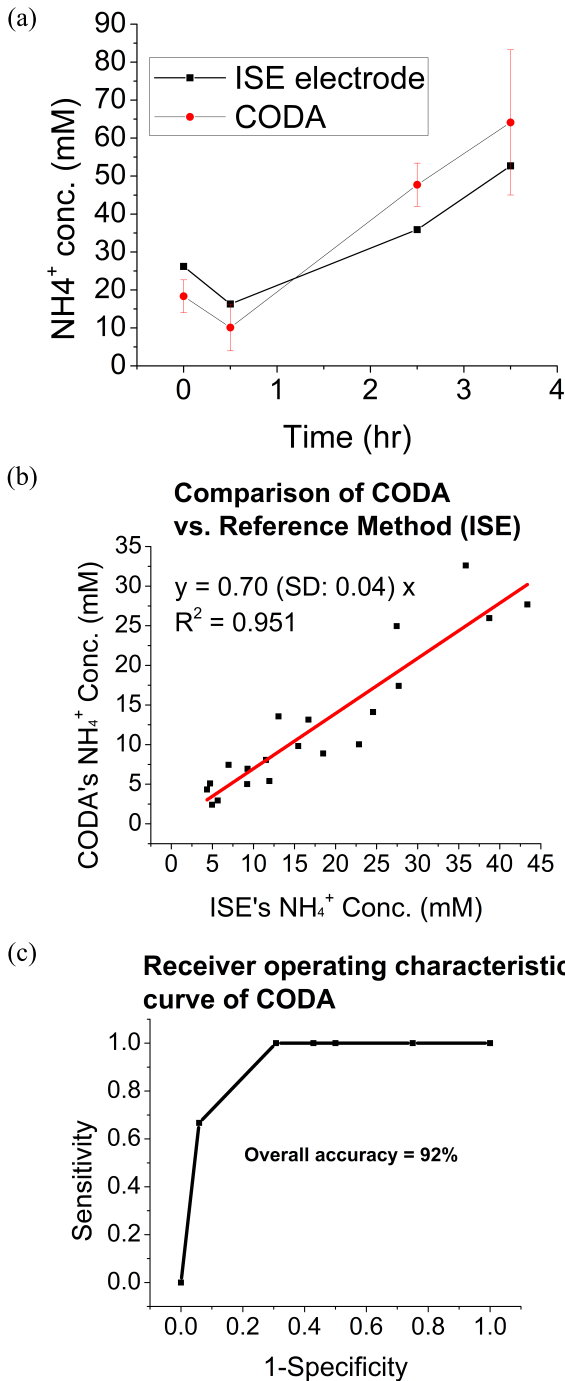 (a)
90
80
70
60
50
40
30
20
10
0
NH4⁺ conc. (mM)
ISE electrode
CODA
0 1 2 3 4
Time (hr)
(b)
Comparison of CODA
vs. Reference Method (ISE)
35
30
25
20
15
10
5
0
CODA's NH₄⁺ Conc. (mM)
y = 0.70 (SD: 0.04) x
R² = 0.951
0 5 10 15 20 25 30 35 40 45
ISE's NH₄⁺ Conc. (mM)
(c)
Receiver operating characteristic
curve of CODA
1.0
0.8
0.6
0.4
0.2
0.0
Sensitivity
Overall accuracy = 92%
0.0 0.2 0.4 0.6 0.8 1.0
1-Specificity